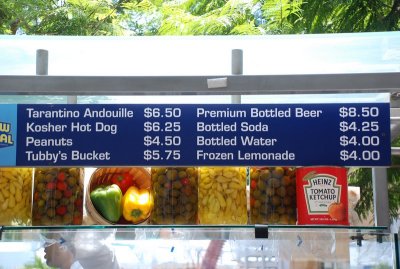 Tarantino Andouille $6.50
Kosher Hot Dog $6.25
Peanuts $4.50
Tubby's Bucket $5.75
Premium Bottled Beer $8.50
Bottled Soda $4.25
Bottled Water $4.00
Frozen Lemonade $4.00
HEINZ
TOMATO
KETCHUP